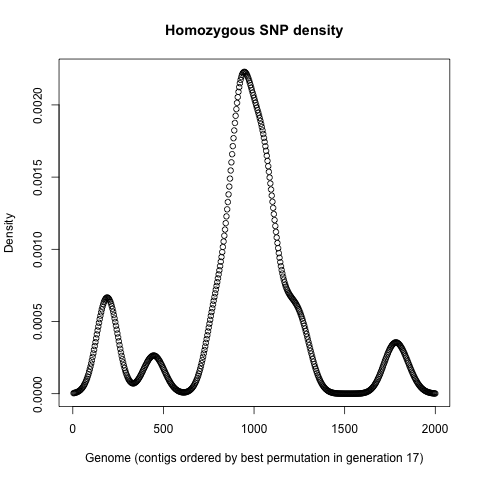 Homozygous SNP density
Density
0.0020
0.0015
0.0010
0.0005
0.0000
0 500 1000 1500 2000
Genome (contigs ordered by best permutation in generation 17)